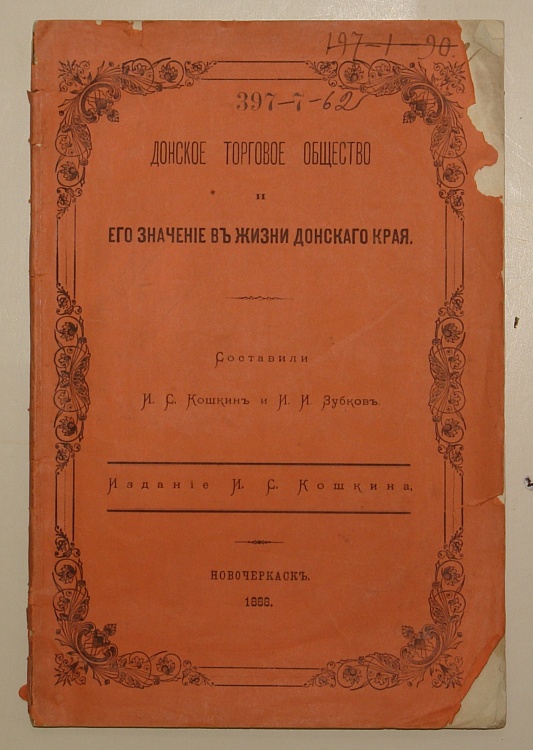 197-1-90
397-7-62
ДОНСКОЕ ТОРГОВОЕ ОБЩЕСТВО
и
ЕГО ЗНАЧЕНІЕ ВЪ ЖИЗНИ ДОНСКАГО КРАЯ.
Составили
И. С. Кошкинъ и И. И. Зубковъ.
Изданіе И. С. Кошкина,
НОВОЧЕРКАСКЪ.
1888.